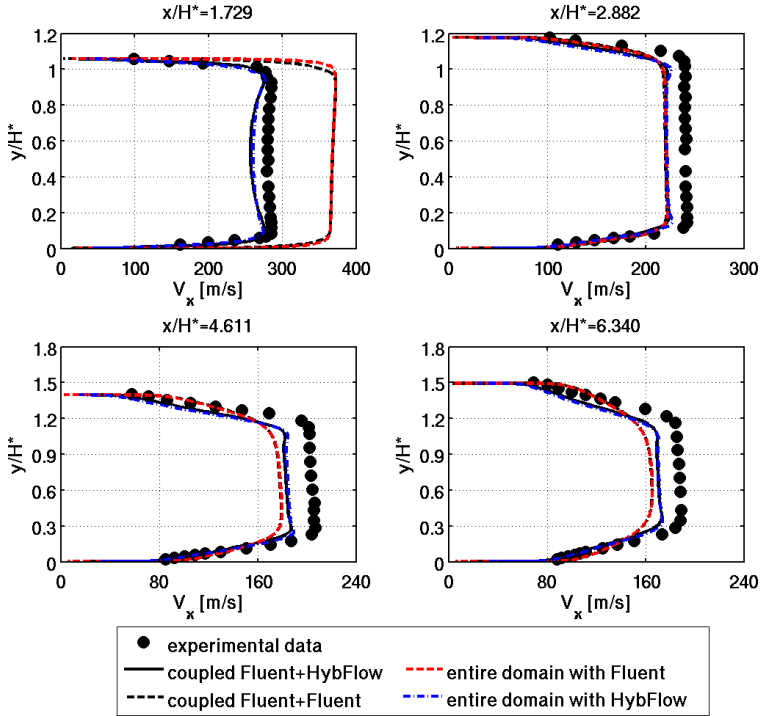 x/H*=1.729
1.2
1
0.8
0.6
0.4
0.2
0
y/H*
0 100 200 300 400
V_x [m/s]
x/H*=2.882
1.2
1
0.8
0.6
0.4
0.2
0
y/H*
0 100 200 300
V_x [m/s]
x/H*=4.611
1.8
1.5
1.2
0.9
0.6
0.3
0
y/H*
0 80 160 240
V_x [m/s]
x/H*=6.340
1.8
1.5
1.2
0.9
0.6
0.3
0
y/H*
0 80 160 240
V_x [m/s]
experimental data
coupled Fluent+HybFlow
coupled Fluent+Fluent
entire domain with Fluent
entire domain with HybFlow